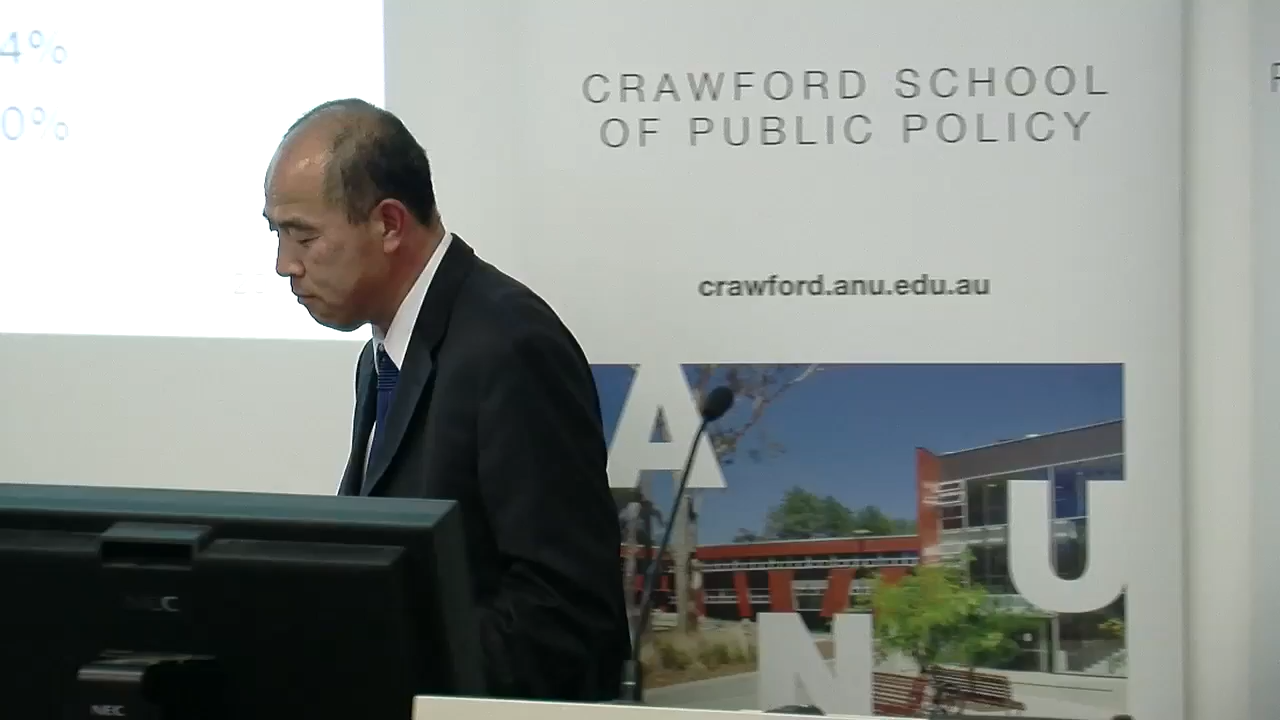 4%
0%
CRAWFORD SCHOOL
OF PUBLIC POLICY
crawford.anu.edu.au
A
U
N
NEC
NEC